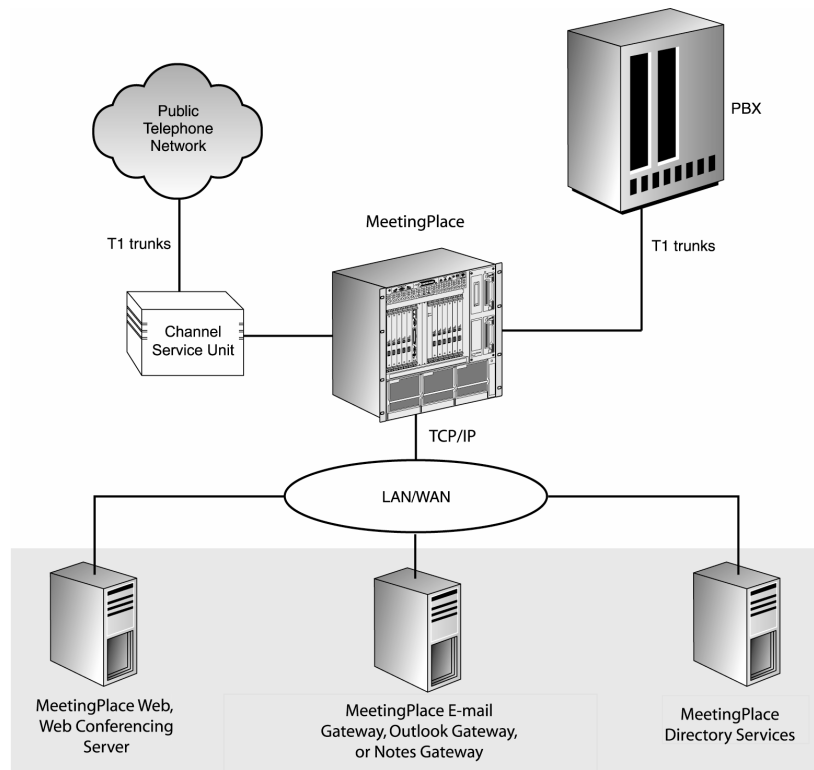 Public
Telephone
Network
PBX
MeetingPlace
T1 trunks
T1 trunks
Channel
Service Unit
TCP/IP
LAN/WAN
MeetingPlace Web,
Web Conferencing
Server
MeetingPlace E-mail
Gateway, Outlook Gateway,
or Notes Gateway
MeetingPlace
Directory Services